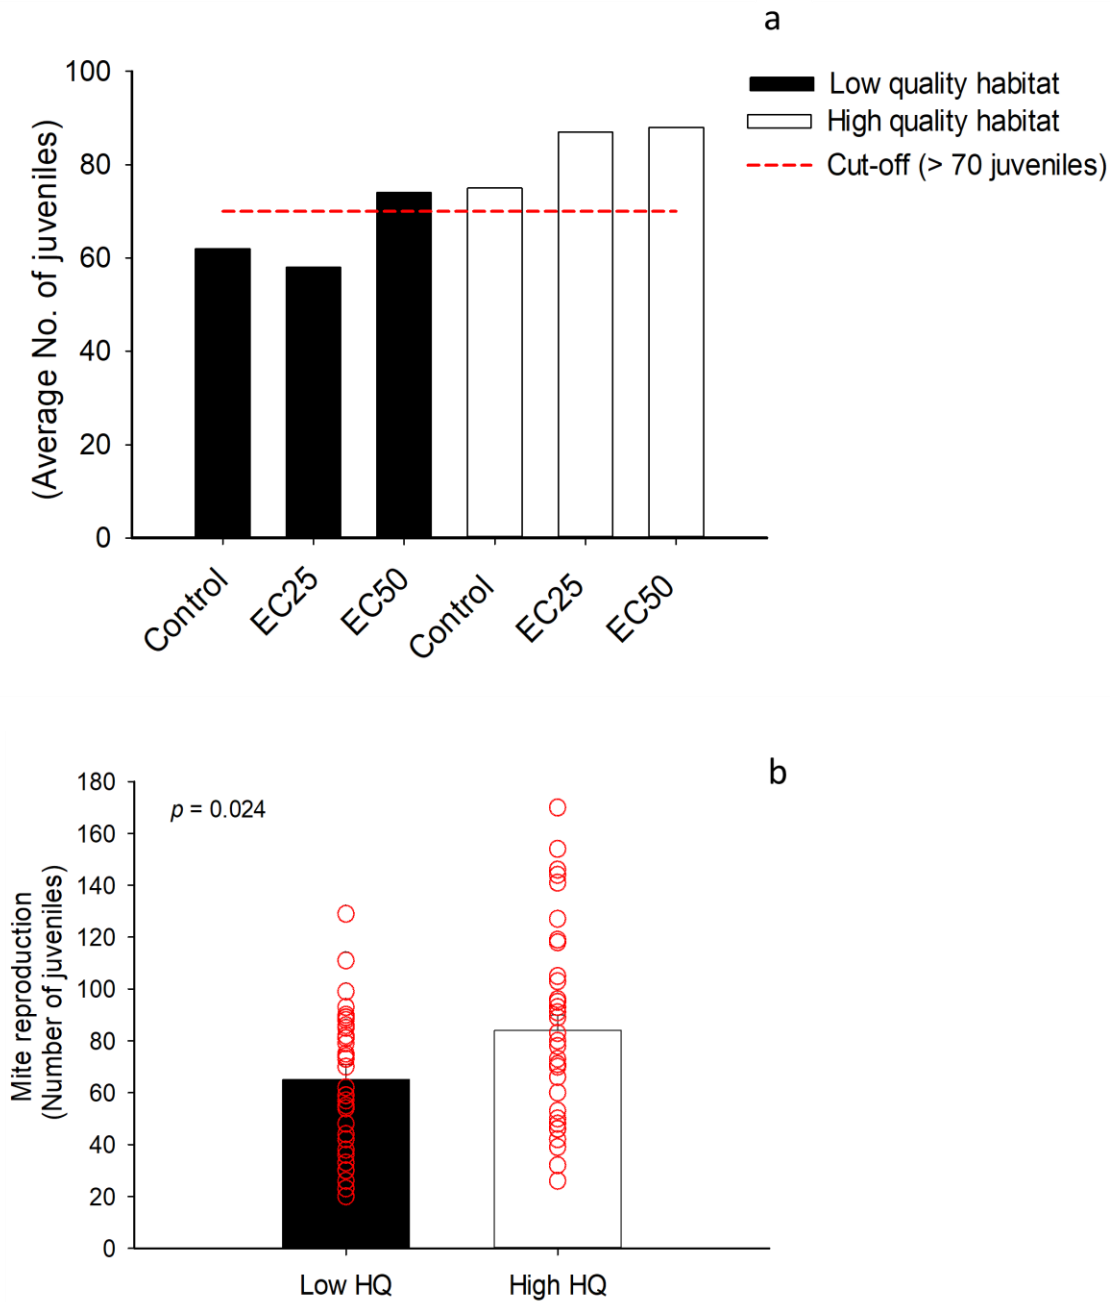 a
100
80
60
40
20
0
(Average No. of juveniles)
Low quality habitat
High quality habitat
Cut-off (> 70 juveniles)
Control
EC25
EC50
Control
EC25
EC50
b
180
160
140
120
100
80
60
40
20
0
Mite reproduction
(Number of juveniles)
p = 0.024
Low HQ
High HQ